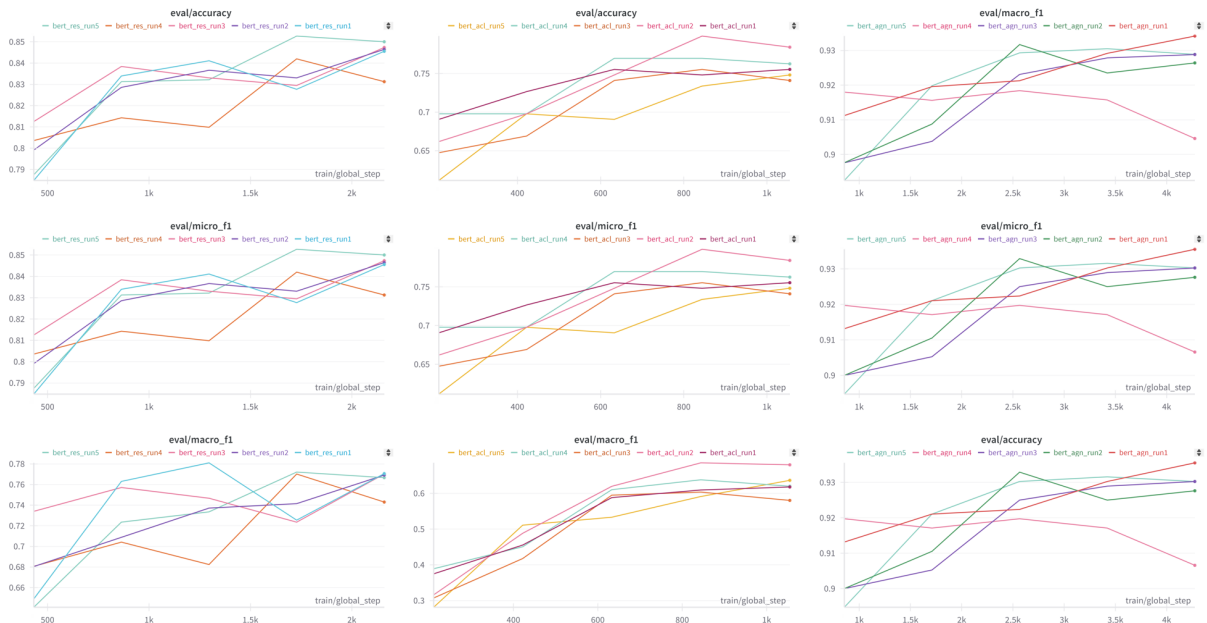 eval/accuracy
bert_res_run5 bert_res_run4 bert_res_run3 bert_res_run2 bert_res_run1
0.85
0.84
0.83
0.82
0.81
0.8
0.79
train/global_step
500 1k 1.5k 2k
eval/accuracy
bert_acl_run5 bert_acl_run4 bert_acl_run3 bert_acl_run2 bert_acl_run1
0.75
0.7
0.65
train/global_step
400 600 800 1k
eval/macro_f1
bert_agn_run5 bert_agn_run4 bert_agn_run3 bert_agn_run2 bert_agn_run1
0.93
0.92
0.91
0.9
train/global_step
1k 1.5k 2k 2.5k 3k 3.5k 4k
eval/micro_f1
bert_res_run5 bert_res_run4 bert_res_run3 bert_res_run2 bert_res_run1
0.85
0.84
0.83
0.82
0.81
0.8
0.79
train/global_step
500 1k 1.5k 2k
eval/micro_f1
bert_acl_run5 bert_acl_run4 bert_acl_run3 bert_acl_run2 bert_acl_run1
0.75
0.7
0.65
train/global_step
400 600 800 1k
eval/micro_f1
bert_agn_run5 bert_agn_run4 bert_agn_run3 bert_agn_run2 bert_agn_run1
0.93
0.92
0.91
0.9
train/global_step
1k 1.5k 2k 2.5k 3k 3.5k 4k
eval/macro_f1
bert_res_run5 bert_res_run4 bert_res_run3 bert_res_run2 bert_res_run1
0.78
0.76
0.74
0.72
0.7
0.68
0.66
train/global_step
500 1k 1.5k 2k
eval/macro_f1
bert_acl_run5 bert_acl_run4 bert_acl_run3 bert_acl_run2 bert_acl_run1
0.6
0.5
0.4
0.3
train/global_step
400 600 800 1k
eval/accuracy
bert_agn_run5 bert_agn_run4 bert_agn_run3 bert_agn_run2 bert_agn_run1
0.93
0.92
0.91
0.9
train/global_step
1k 1.5k 2k 2.5k 3k 3.5k 4k